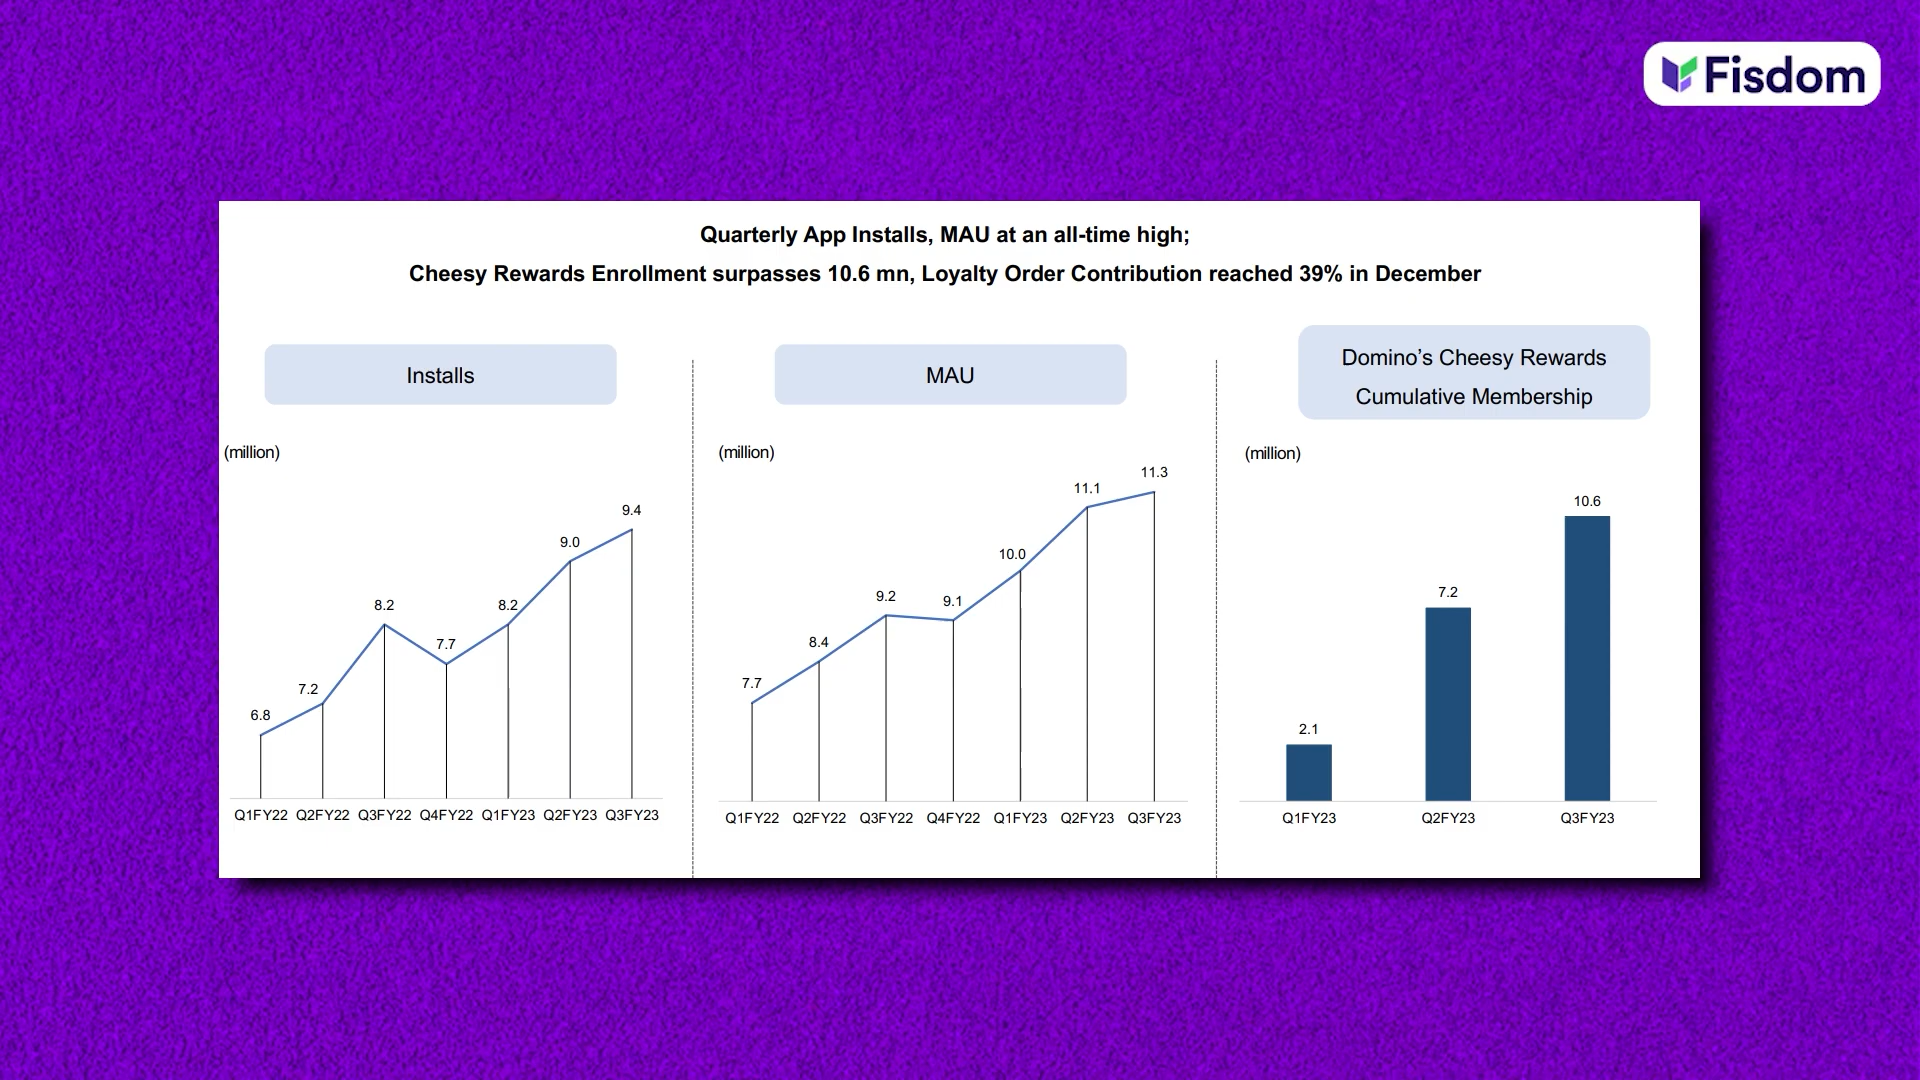 Fisdom
Quarterly App Installs, MAU at an all-time high;
Cheesy Rewards Enrollment surpasses 10.6 mn, Loyalty Order Contribution reached 39% in December
Installs
(million)
6.8
7.2
8.2
7.7
8.2
9.0
9.4
Q1FY22 Q2FY22 Q3FY22 Q4FY22 Q1FY23 Q2FY23 Q3FY23
MAU
(million)
7.7
8.4
9.2
9.1
10.0
11.1
11.3
Q1FY22 Q2FY22 Q3FY22 Q4FY22 Q1FY23 Q2FY23 Q3FY23
Domino’s Cheesy Rewards
Cumulative Membership
(million)
2.1
7.2
10.6
Q1FY23 Q2FY23 Q3FY23